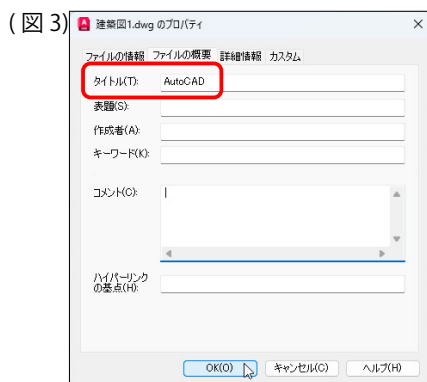 (図 3)
建築図1.dwg のプロパティ
ファイルの情報 ファイルの概要 詳細情報 カスタム
タイトル(T): AutoCAD
表題(S):
作成者(A):
キーワード(K):
コメント(C):
ハイパーリンク
の基点(H):
OK(O) キャンセル(C) ヘルプ(H)